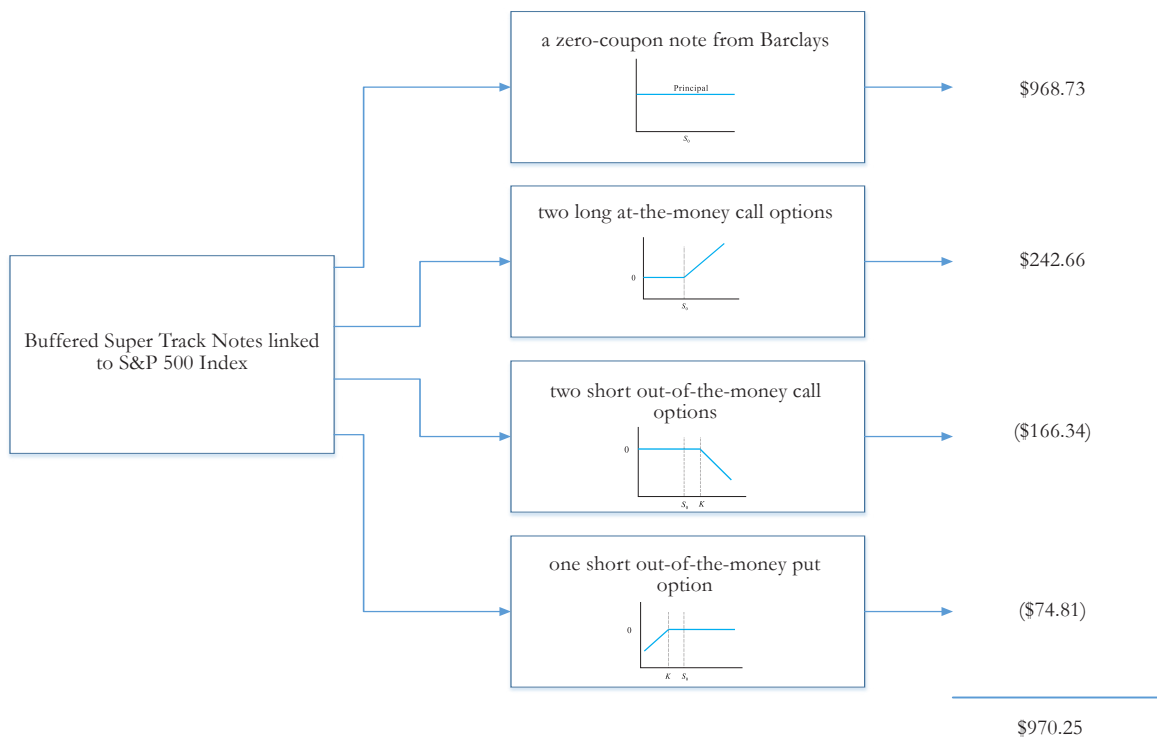 a zero-coupon note from Barclays
Principal
S₀
$968.73
two long at-the-money call options
0
S₀
$242.66
Buffered Super Track Notes linked
to S&P 500 Index
two short out-of-the-money call
options
0
S₀ K
($166.34)
one short out-of-the-money put
option
0
K S₀
($74.81)
$970.25